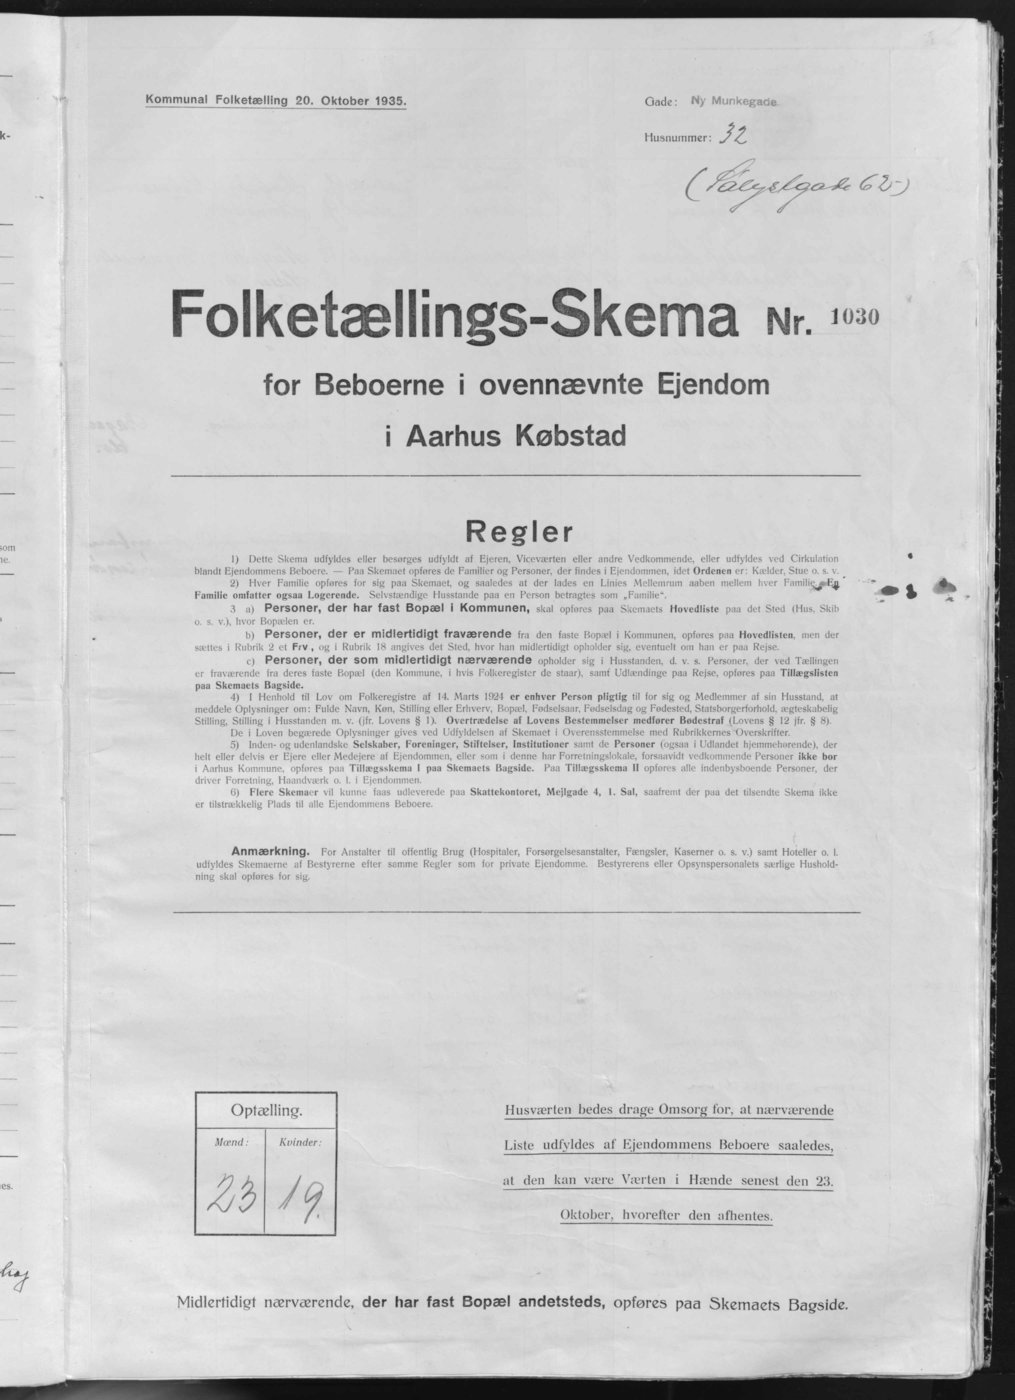 Kommunal Folketælling 20. Oktober 1935.
Gade: Ny Munkegade
Husnummer: 32
(Sølystgade 62)
Folketællings-Skema Nr. 1030
for Beboerne i ovennævnte Ejendom
i Aarhus Købstad
Regler
1) Dette Skema udfyldes eller besørges udfyldt af Ejeren, Viceværten eller andre Vedkommende, eller udfyldes ved Cirkulation
blandt Ejendommens Beboere. — Paa Skemaet opføres de Familier og Personer, der findes i Ejendommen, idet Ordenen er: Kælder, Stue o. s. v.
2) Hver Familie opføres for sig paa Skemaet, og saaledes at der lades en Linies Mellemrum aaben mellem hver Familie. En
Familie omfatter ogsaa Logerende. Selvstændige Husstande paa en Person betragtes som „Familie“.
3 a) Personer, der har fast Bopæl i Kommunen, skal opføres paa Skemaets Hovedliste paa det Sted (Hus, Skib
o. s. v.), hvor Bopælen er.
b) Personer, der er midlertidigt fraværende fra den faste Bopæl i Kommunen, opføres paa Hovedlisten, men der
sættes i Rubrik 2 et Frv, og i Rubrik 18 angives det Sted, hvor han midlertidigt opholder sig, eventuelt om han er paa Rejse.
c) Personer, der som midlertidigt nærværende opholder sig i Husstanden, d. v. s. Personer, der ved Tællingen
er fraværende fra deres faste Bopæl (den Kommune, i hvis Folkeregister de staar), samt Udlændinge paa Rejse, opføres paa Tillægslisten
paa Skemaets Bagside.
4) I Henhold til Lov om Folkeregistre af 14. Marts 1924 er enhver Person pligtig til for sig og Medlemmer af sin Husstand, at
meddele Oplysninger om: Fulde Navn, Køn, Stilling eller Erhverv, Bopæl, Fødselsaar, Fødselsdag og Fødested, Statsborgerforhold, ægteskabelig
Stilling, Stilling i Husstanden m. v. (jfr. Lovens § 1). Overtrædelse af Lovens Bestemmelser medfører Bødestraf (Lovens § 12 jfr. § 8).
De i Loven begærede Oplysninger gives ved Udfyldelsen af Skemaet i Overensstemmelse med Rubrikkernes Overskrifter.
5) Inden- og udenlandske Selskaber, Foreninger, Stiftelser, Institutioner samt de Personer (ogsaa i Udlandet hjemmehørende), der
helt eller delvis er Ejere eller Medejere af Ejendommen, eller som i denne har Forretningslokale, forsaavidt vedkommende Personer ikke bor
i Aarhus Kommune, opføres paa Tillægsskema I paa Skemaets Bagside. Paa Tillægsskema II opføres alle indenbysboende Personer, der
driver Forretning, Haandværk o. l. i Ejendommen.
6) Flere Skemaer vil kunne faas udleverede paa Skattekontoret, Mejlgade 4, 1. Sal, saafremt der paa det tilsendte Skema ikke
er tilstrækkelig Plads til alle Ejendommens Beboere.
Anmærkning. For Anstalter til offentlig Brug (Hospitaler, Forsørgelsesanstalter, Fængsler, Kaserner o. s. v.) samt Hoteller o. l.
udfyldes Skemaerne af Bestyrerne efter samme Regler som for private Ejendomme. Bestyrerens eller Opsynspersonalets særlige Hushold-
ning skal opføres for sig.
Optælling.
Mænd: Kvinder:
23 19.
Husværten bedes drage Omsorg for, at nærværende
Liste udfyldes af Ejendommens Beboere saaledes,
at den kan være Værten i Hænde senest den 23.
Oktober, hvorefter den afhentes.
Midlertidigt nærværende, der har fast Bopæl andetsteds, opføres paa Skemaets Bagside.